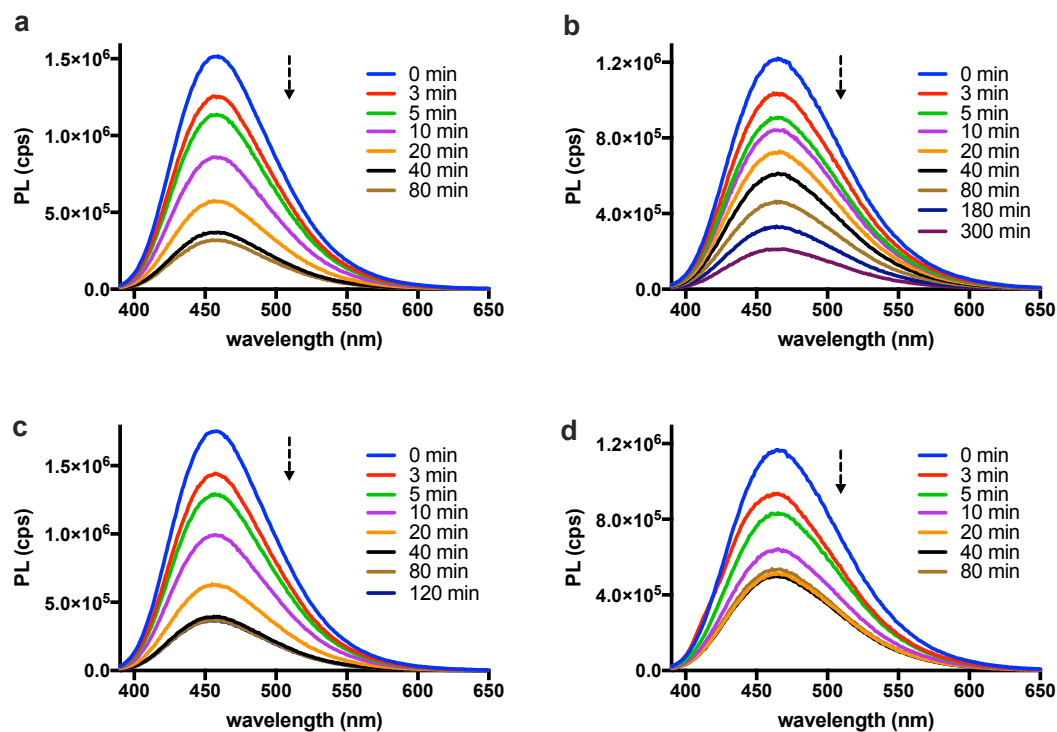 a
PL (cps)
1.5×10⁶
1.0×10⁶
5.0×10⁵
0.0
400 450 500 550 600 650
wavelength (nm)
0 min
3 min
5 min
10 min
20 min
40 min
80 min
b
PL (cps)
1.2×10⁶
8.0×10⁵
4.0×10⁵
0.0
400 450 500 550 600 650
wavelength (nm)
0 min
3 min
5 min
10 min
20 min
40 min
80 min
180 min
300 min
c
PL (cps)
1.5×10⁶
1.0×10⁶
5.0×10⁵
0.0
400 450 500 550 600 650
wavelength (nm)
0 min
3 min
5 min
10 min
20 min
40 min
80 min
120 min
d
PL (cps)
1.2×10⁶
8.0×10⁵
4.0×10⁵
0.0
400 450 500 550 600 650
wavelength (nm)
0 min
3 min
5 min
10 min
20 min
40 min
80 min